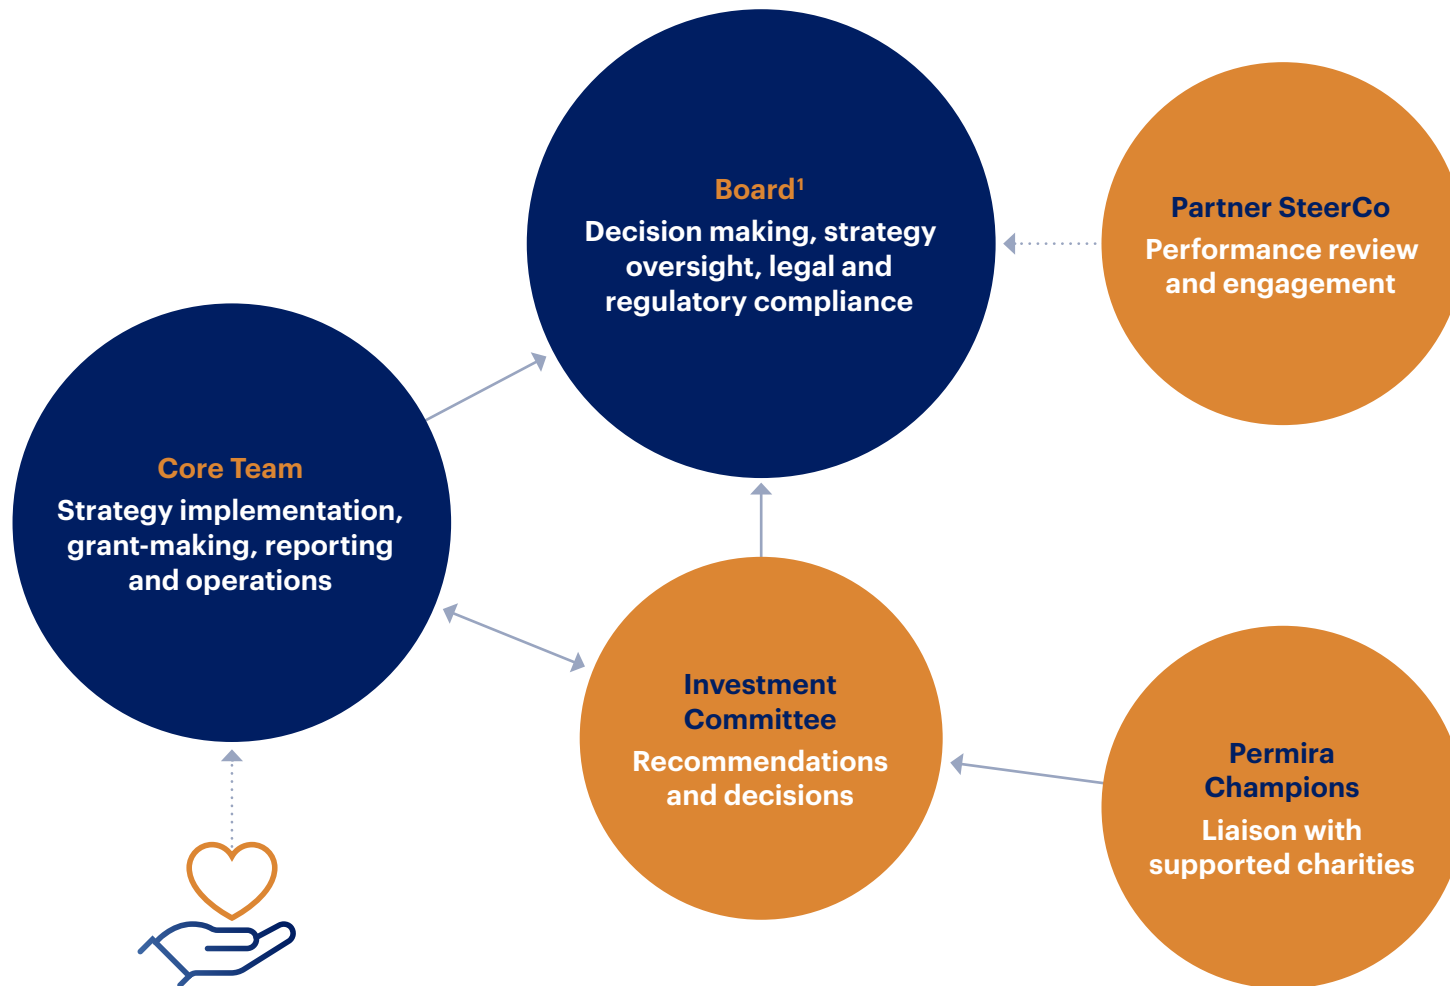 Board¹
Decision making, strategy
oversight, legal and
regulatory compliance
Partner SteerCo
Performance review
and engagement
Core Team
Strategy implementation,
grant-making, reporting
and operations
Investment
Committee
Recommendations
and decisions
Permira
Champions
Liaison with
supported charities